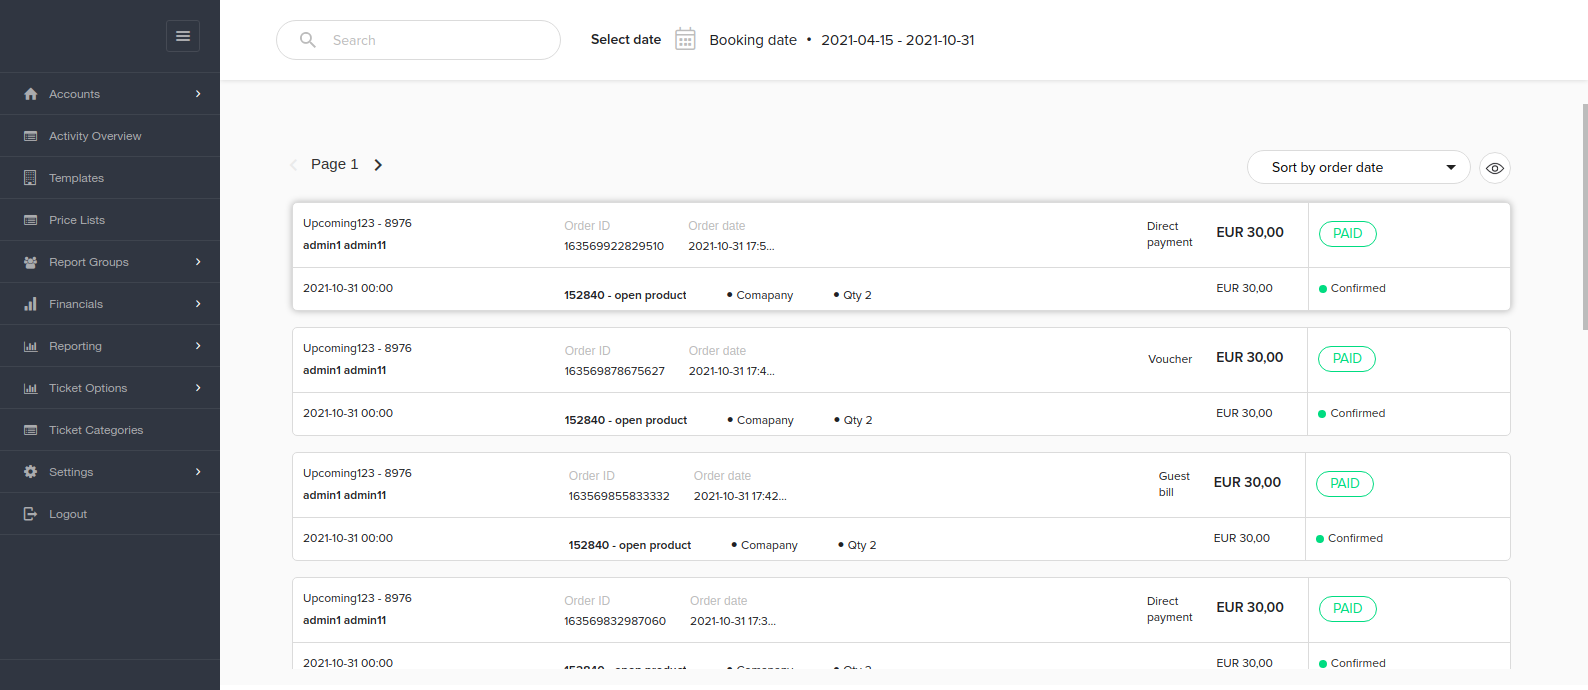 Search
Select date
Booking date • 2021-04-15 - 2021-10-31
Accounts
Activity Overview
Templates
Price Lists
Report Groups
Financials
Reporting
Ticket Options
Ticket Categories
Settings
Logout
Page 1
Sort by order date
Upcoming123 - 8976
admin1 admin11
Order ID
163569922829510
Order date
2021-10-31 17:5...
Direct
payment
EUR 30,00
PAID
2021-10-31 00:00
152840 - open product
• Comapany
• Qty 2
EUR 30,00
Confirmed
Upcoming123 - 8976
admin1 admin11
Order ID
163569878675627
Order date
2021-10-31 17:4...
Voucher
EUR 30,00
PAID
2021-10-31 00:00
152840 - open product
• Comapany
• Qty 2
EUR 30,00
Confirmed
Upcoming123 - 8976
admin1 admin11
Order ID
163569855833332
Order date
2021-10-31 17:42...
Guest
bill
EUR 30,00
PAID
2021-10-31 00:00
152840 - open product
• Comapany
• Qty 2
EUR 30,00
Confirmed
Upcoming123 - 8976
admin1 admin11
Order ID
163569832987060
Order date
2021-10-31 17:3...
Direct
payment
EUR 30,00
PAID
2021-10-31 00:00
152840 - open product
• Comapany
• Qty 2
EUR 30,00
Confirmed